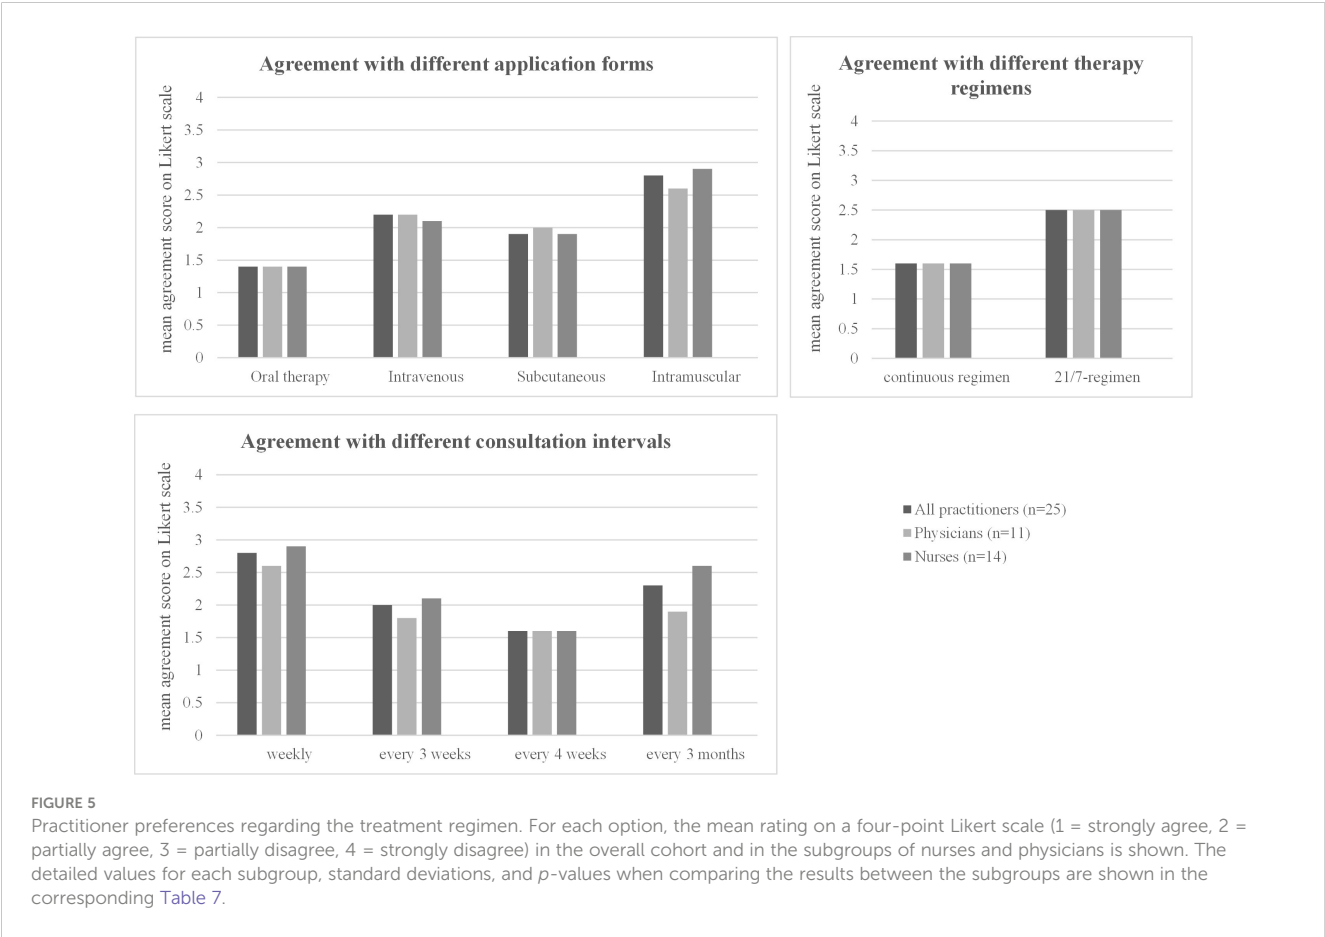 Agreement with different application forms
mean agreement score on Likert scale
4
3.5
3
2.5
2
1.5
1
0.5
0
Oral therapy
Intravenous
Subcutaneous
Intramuscular
Agreement with different therapy
regimens
mean agreement score on Likert scale
4
3.5
3
2.5
2
1.5
1
0.5
0
continuous regimen
21/7-regimen
Agreement with different consultation intervals
mean agreement score on Likert scale
4
3.5
3
2.5
2
1.5
1
0.5
0
weekly
every 3 weeks
every 4 weeks
every 3 months
All practitioners (n=25)
Physicians (n=11)
Nurses (n=14)
FIGURE 5
Practitioner preferences regarding the treatment regimen. For each option, the mean rating on a four-point Likert scale (1 = strongly agree, 2 =
partially agree, 3 = partially disagree, 4 = strongly disagree) in the overall cohort and in the subgroups of nurses and physicians is shown. The
detailed values for each subgroup, standard deviations, and p-values when comparing the results between the subgroups are shown in the
corresponding Table 7.